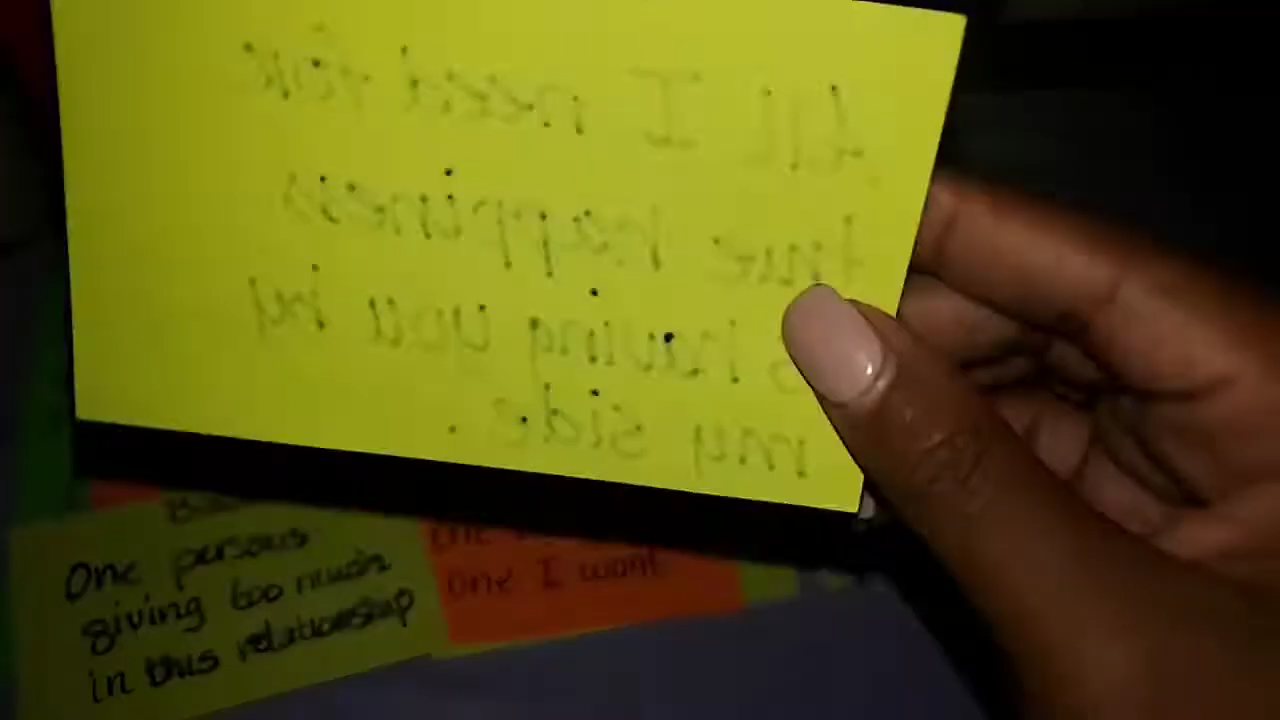 All I need for
true happiness
is having you by
my side.
One persons
giving too much
in this relationship
one I want